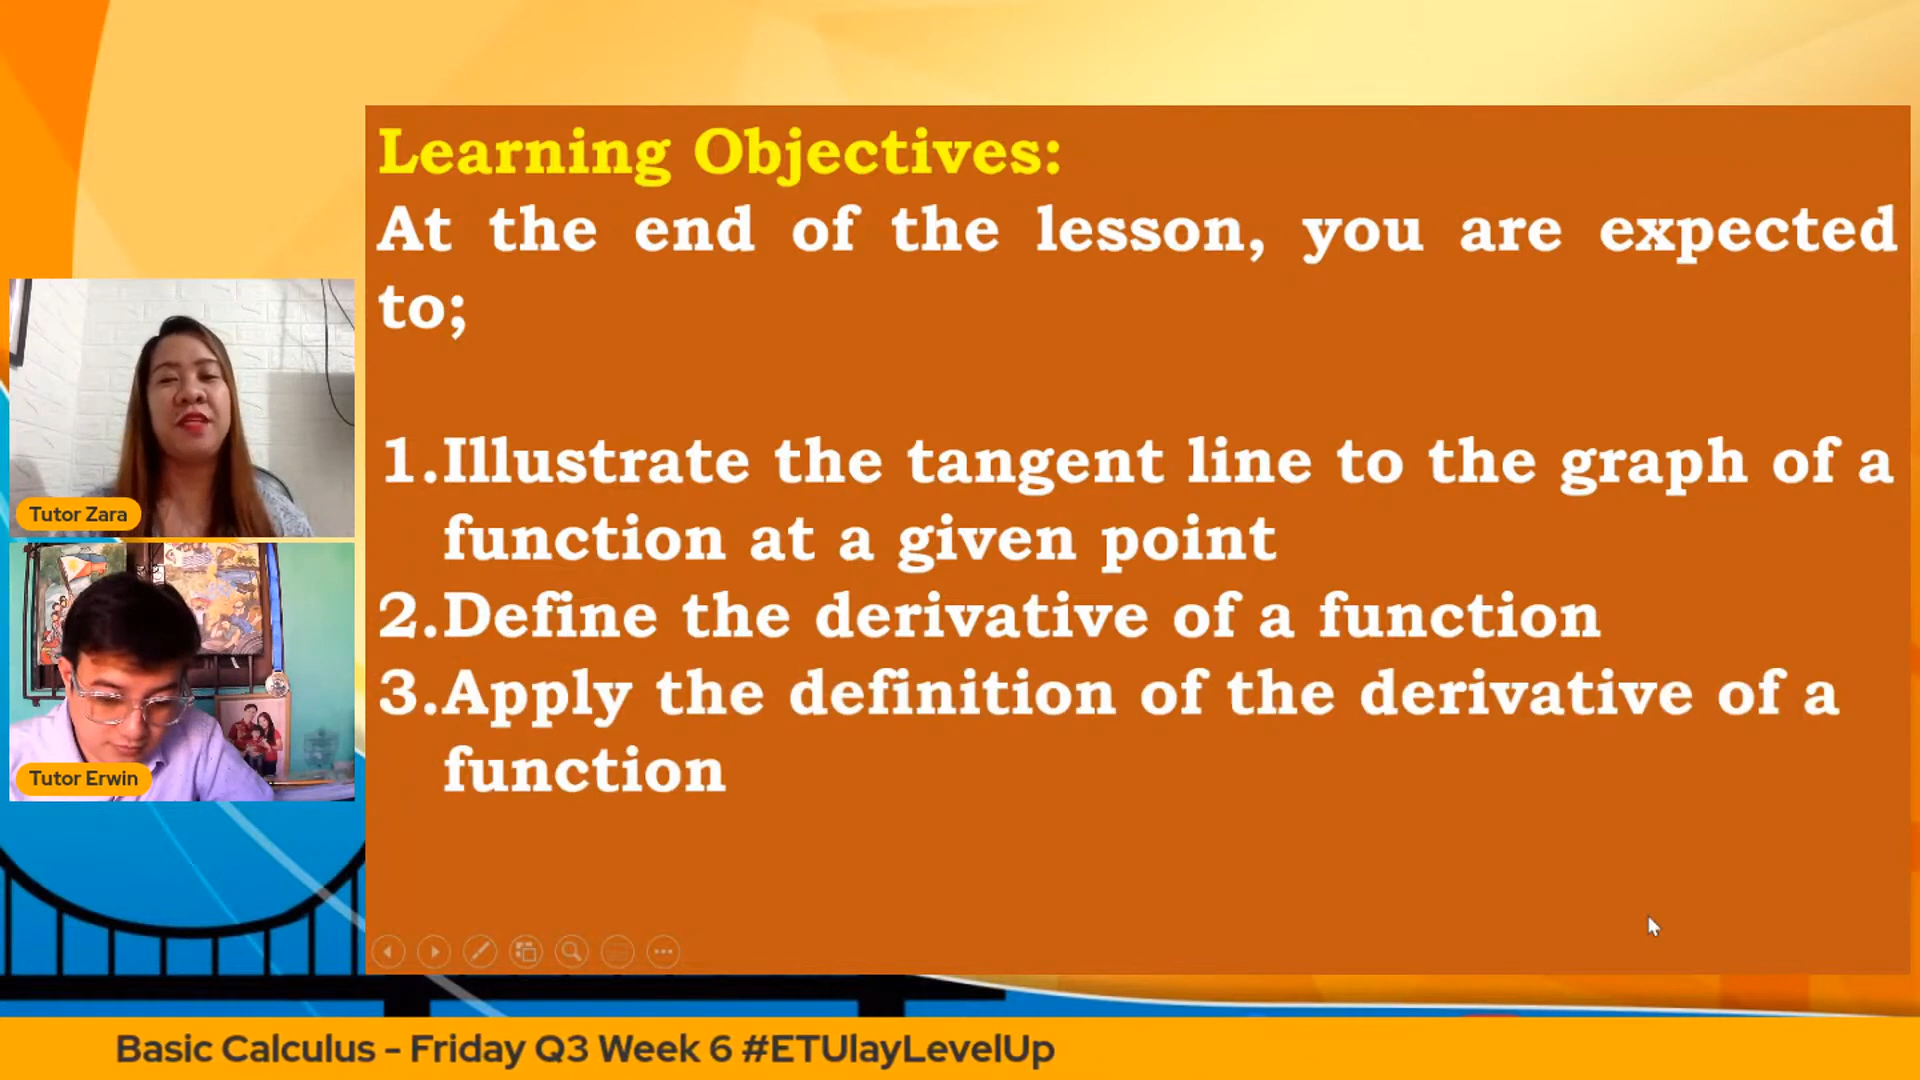 Learning Objectives:
At the end of the lesson, you are expected
to;
1.Illustrate the tangent line to the graph of a
function at a given point
2.Define the derivative of a function
3.Apply the definition of the derivative of a
function
Tutor Zara
Tutor Erwin
Basic Calculus - Friday Q3 Week 6 #ETUlayLevelUp